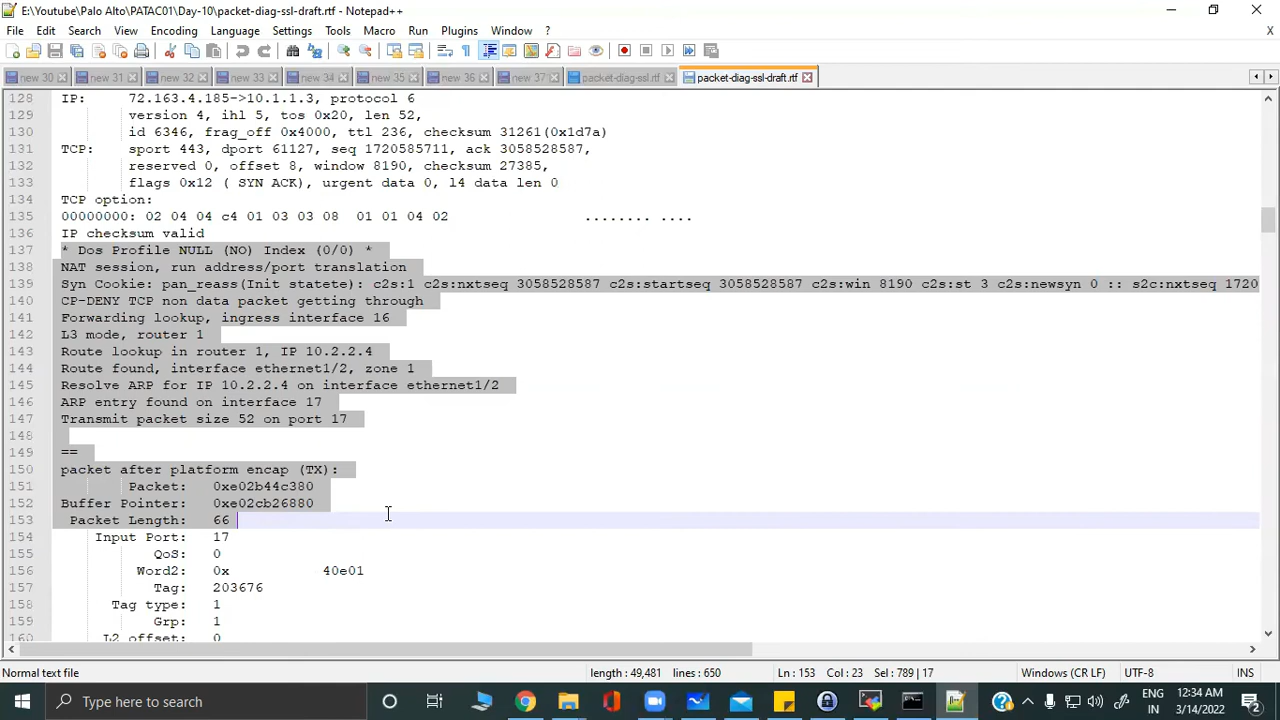 E:\Youtube\Palo Alto\PATAC01\Day-10\packet-diag-ssl-draft.rtf - Notepad++
File Edit Search View Encoding Language Settings Tools Macro Run Plugins Window ? X
new 30 new 31 new 32 new 33 new 34 new 35 new 36 new 37 packet-diag-ssl.rtf packet-diag-ssl-draft.rtf
128 IP: 72.163.4.185->10.1.1.3, protocol 6
129 version 4, ihl 5, tos 0x20, len 52,
130 id 6346, frag_off 0x4000, ttl 236, checksum 31261(0x1d7a)
131 TCP: sport 443, dport 61127, seq 1720585711, ack 3058528587,
132 reserved 0, offset 8, window 8190, checksum 27385,
133 flags 0x12 ( SYN ACK), urgent data 0, l4 data len 0
134 TCP option:
135 00000000: 02 04 04 c4 01 03 03 08 01 01 04 02 ........ ....
136 IP checksum valid
137 * Dos Profile NULL (NO) Index (0/0) *
138 NAT session, run address/port translation
139 Syn Cookie: pan_reass(Init statete): c2s:1 c2s:nxtseq 3058528587 c2s:startseq 3058528587 c2s:win 8190 c2s:st 3 c2s:newsyn 0 :: s2c:nxtseq 1720
140 CP-DENY TCP non data packet getting through
141 Forwarding lookup, ingress interface 16
142 L3 mode, router 1
143 Route lookup in router 1, IP 10.2.2.4
144 Route found, interface ethernet1/2, zone 1
145 Resolve ARP for IP 10.2.2.4 on interface ethernet1/2
146 ARP entry found on interface 17
147 Transmit packet size 52 on port 17
148
149 ==
150 packet after platform encap (TX):
151 Packet: 0xe02b44c380
152 Buffer Pointer: 0xe02cb26880
153 Packet Length: 66
154 Input Port: 17
155 QoS: 0
156 Word2: 0x 40e01
157 Tag: 203676
158 Tag type: 1
159 Grp: 1
160 L2 offset: 0
Normal text file length : 49,481 lines : 650 Ln : 153 Col : 23 Sel : 789 | 17 Windows (CR LF) UTF-8 INS
Type here to search ENG 12:34 AM
IN 3/14/2022 2